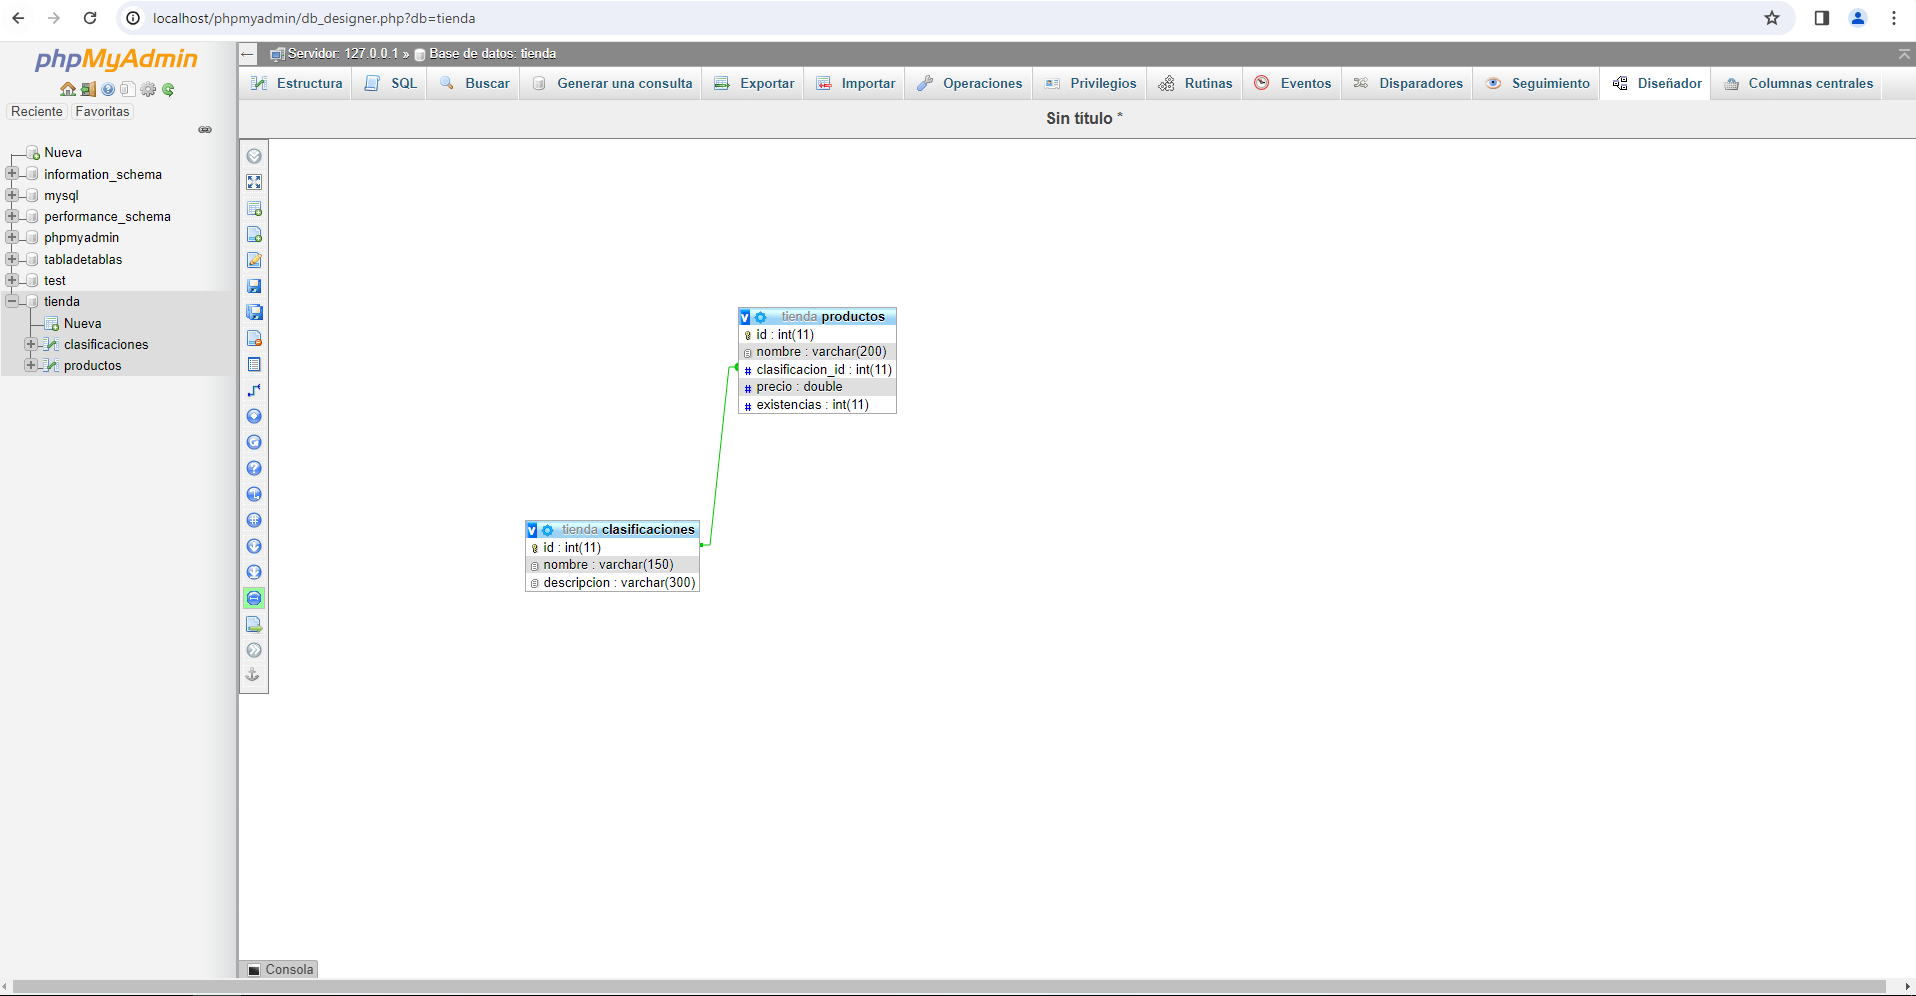 localhost/phpmyadmin/db_designer.php?db=tienda
phpMyAdmin
Reciente Favoritas
Nueva
information_schema
mysql
performance_schema
phpmyadmin
tabladetablas
test
tienda
Nueva
clasificaciones
productos
Servidor: 127.0.0.1 » Base de datos: tienda
Estructura SQL Buscar Generar una consulta Exportar Importar Operaciones Privilegios Rutinas Eventos Disparadores Seguimiento Diseñador Columnas centrales
Sin título *
v tienda productos
id : int(11)
nombre : varchar(200)
# clasificacion_id : int(11)
# precio : double
# existencias : int(11)
v tienda clasificaciones
id : int(11)
nombre : varchar(150)
descripcion : varchar(300)
Consola